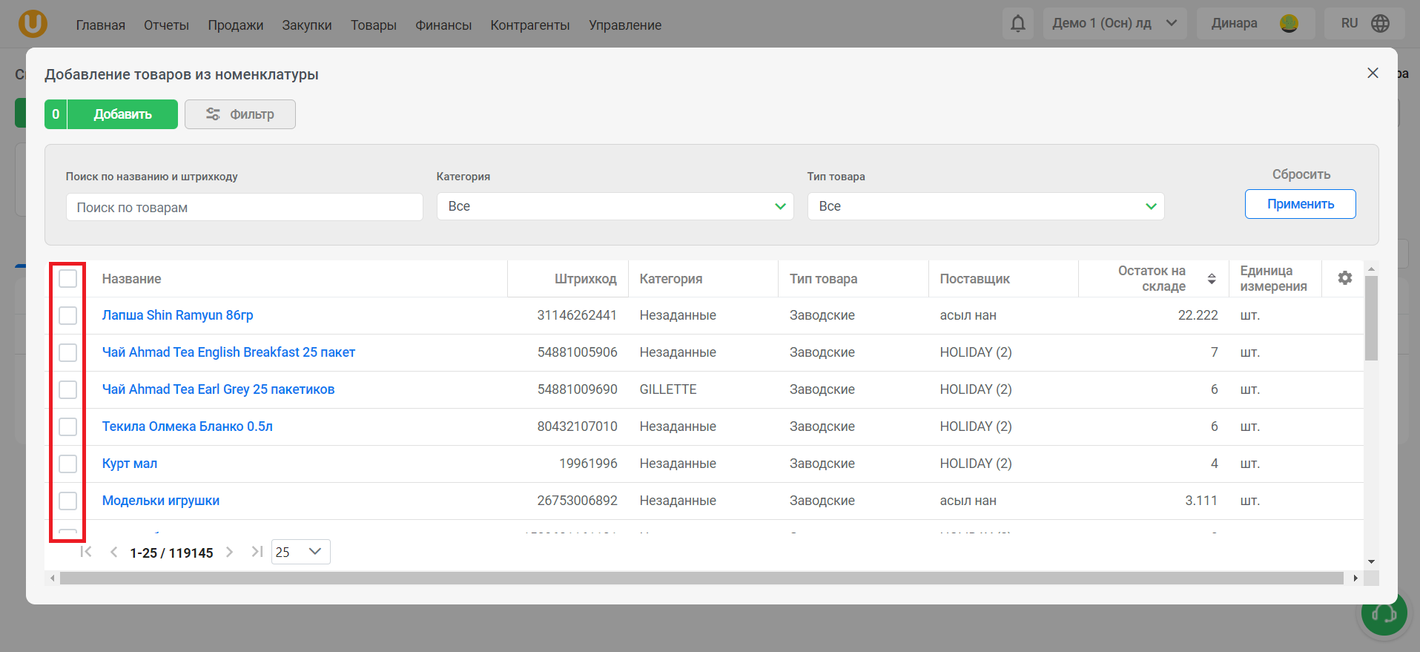 Главная Отчеты Продажи Закупки Товары Финансы Контрагенты Управление Демо 1 (Осн) лд Динара RU
Добавление товаров из номенклатуры
0 Добавить Фильтр
Поиск по названию и штрихкоду Категория Тип товара Сбросить
Поиск по товарам Все Все Применить
Название Штрихкод Категория Тип товара Поставщик Остаток на складе Единица измерения
Лапша Shin Ramyun 86гр 31146262441 Незаданные Заводские асыл нан 22.222 шт.
Чай Ahmad Tea English Breakfast 25 пакет 54881005906 Незаданные Заводские HOLIDAY (2) 7 шт.
Чай Ahmad Tea Earl Grey 25 пакетиков 54881009690 GILLETTE Заводские HOLIDAY (2) 6 шт.
Текила Олмека Бланко 0.5л 80432107010 Незаданные Заводские HOLIDAY (2) 6 шт.
Курт мал 19961996 Незаданные Заводские HOLIDAY (2) 4 шт.
Модельки игрушки 26753006892 Незаданные Заводские асыл нан 3.111 шт.
1-25 / 119145 25